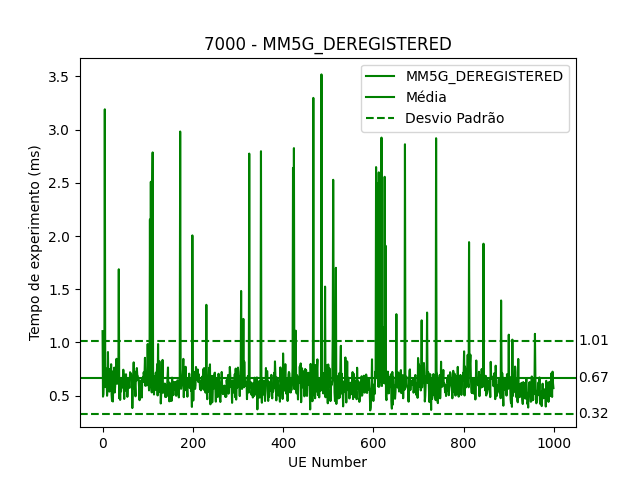 7000 - MM5G_DEREGISTERED
MM5G_DEREGISTERED
Média
Desvio Padrão
Tempo de experimento (ms)
3.5
3.0
2.5
2.0
1.5
1.0
0.5
1.01
0.67
0.32
0 200 400 600 800 1000
UE Number